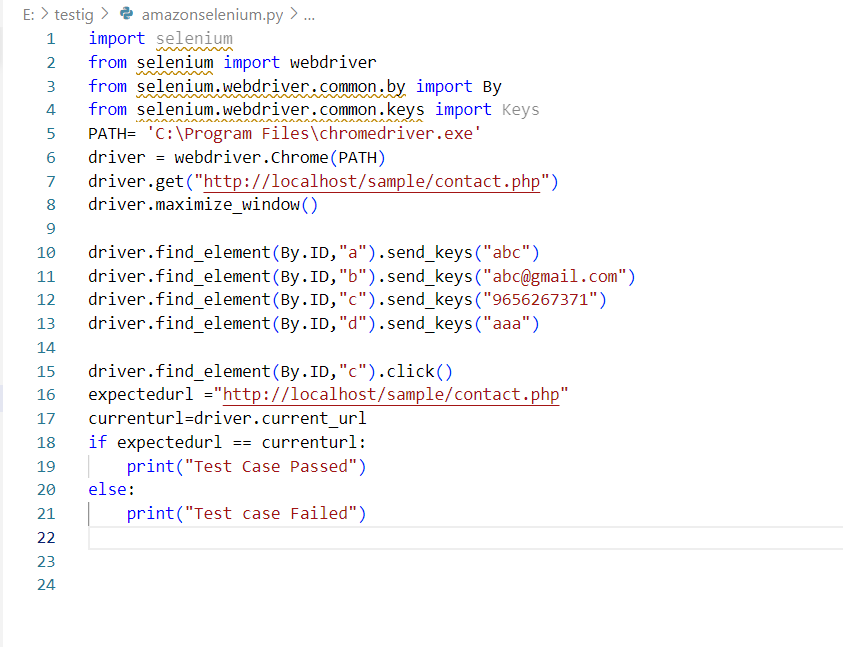 E: > testig > amazonselenium.py > ...
1 import selenium
2 from selenium import webdriver
3 from selenium.webdriver.common.by import By
4 from selenium.webdriver.common.keys import Keys
5 PATH= 'C:\Program Files\chromedriver.exe'
6 driver = webdriver.Chrome(PATH)
7 driver.get("http://localhost/sample/contact.php")
8 driver.maximize_window()
9
10 driver.find_element(By.ID,"a").send_keys("abc")
11 driver.find_element(By.ID,"b").send_keys("abc@gmail.com")
12 driver.find_element(By.ID,"c").send_keys("9656267371")
13 driver.find_element(By.ID,"d").send_keys("aaa")
14
15 driver.find_element(By.ID,"c").click()
16 expectedurl ="http://localhost/sample/contact.php"
17 currenturl=driver.current_url
18 if expectedurl == currenturl:
19     print("Test Case Passed")
20 else:
21     print("Test case Failed")
22
23
24